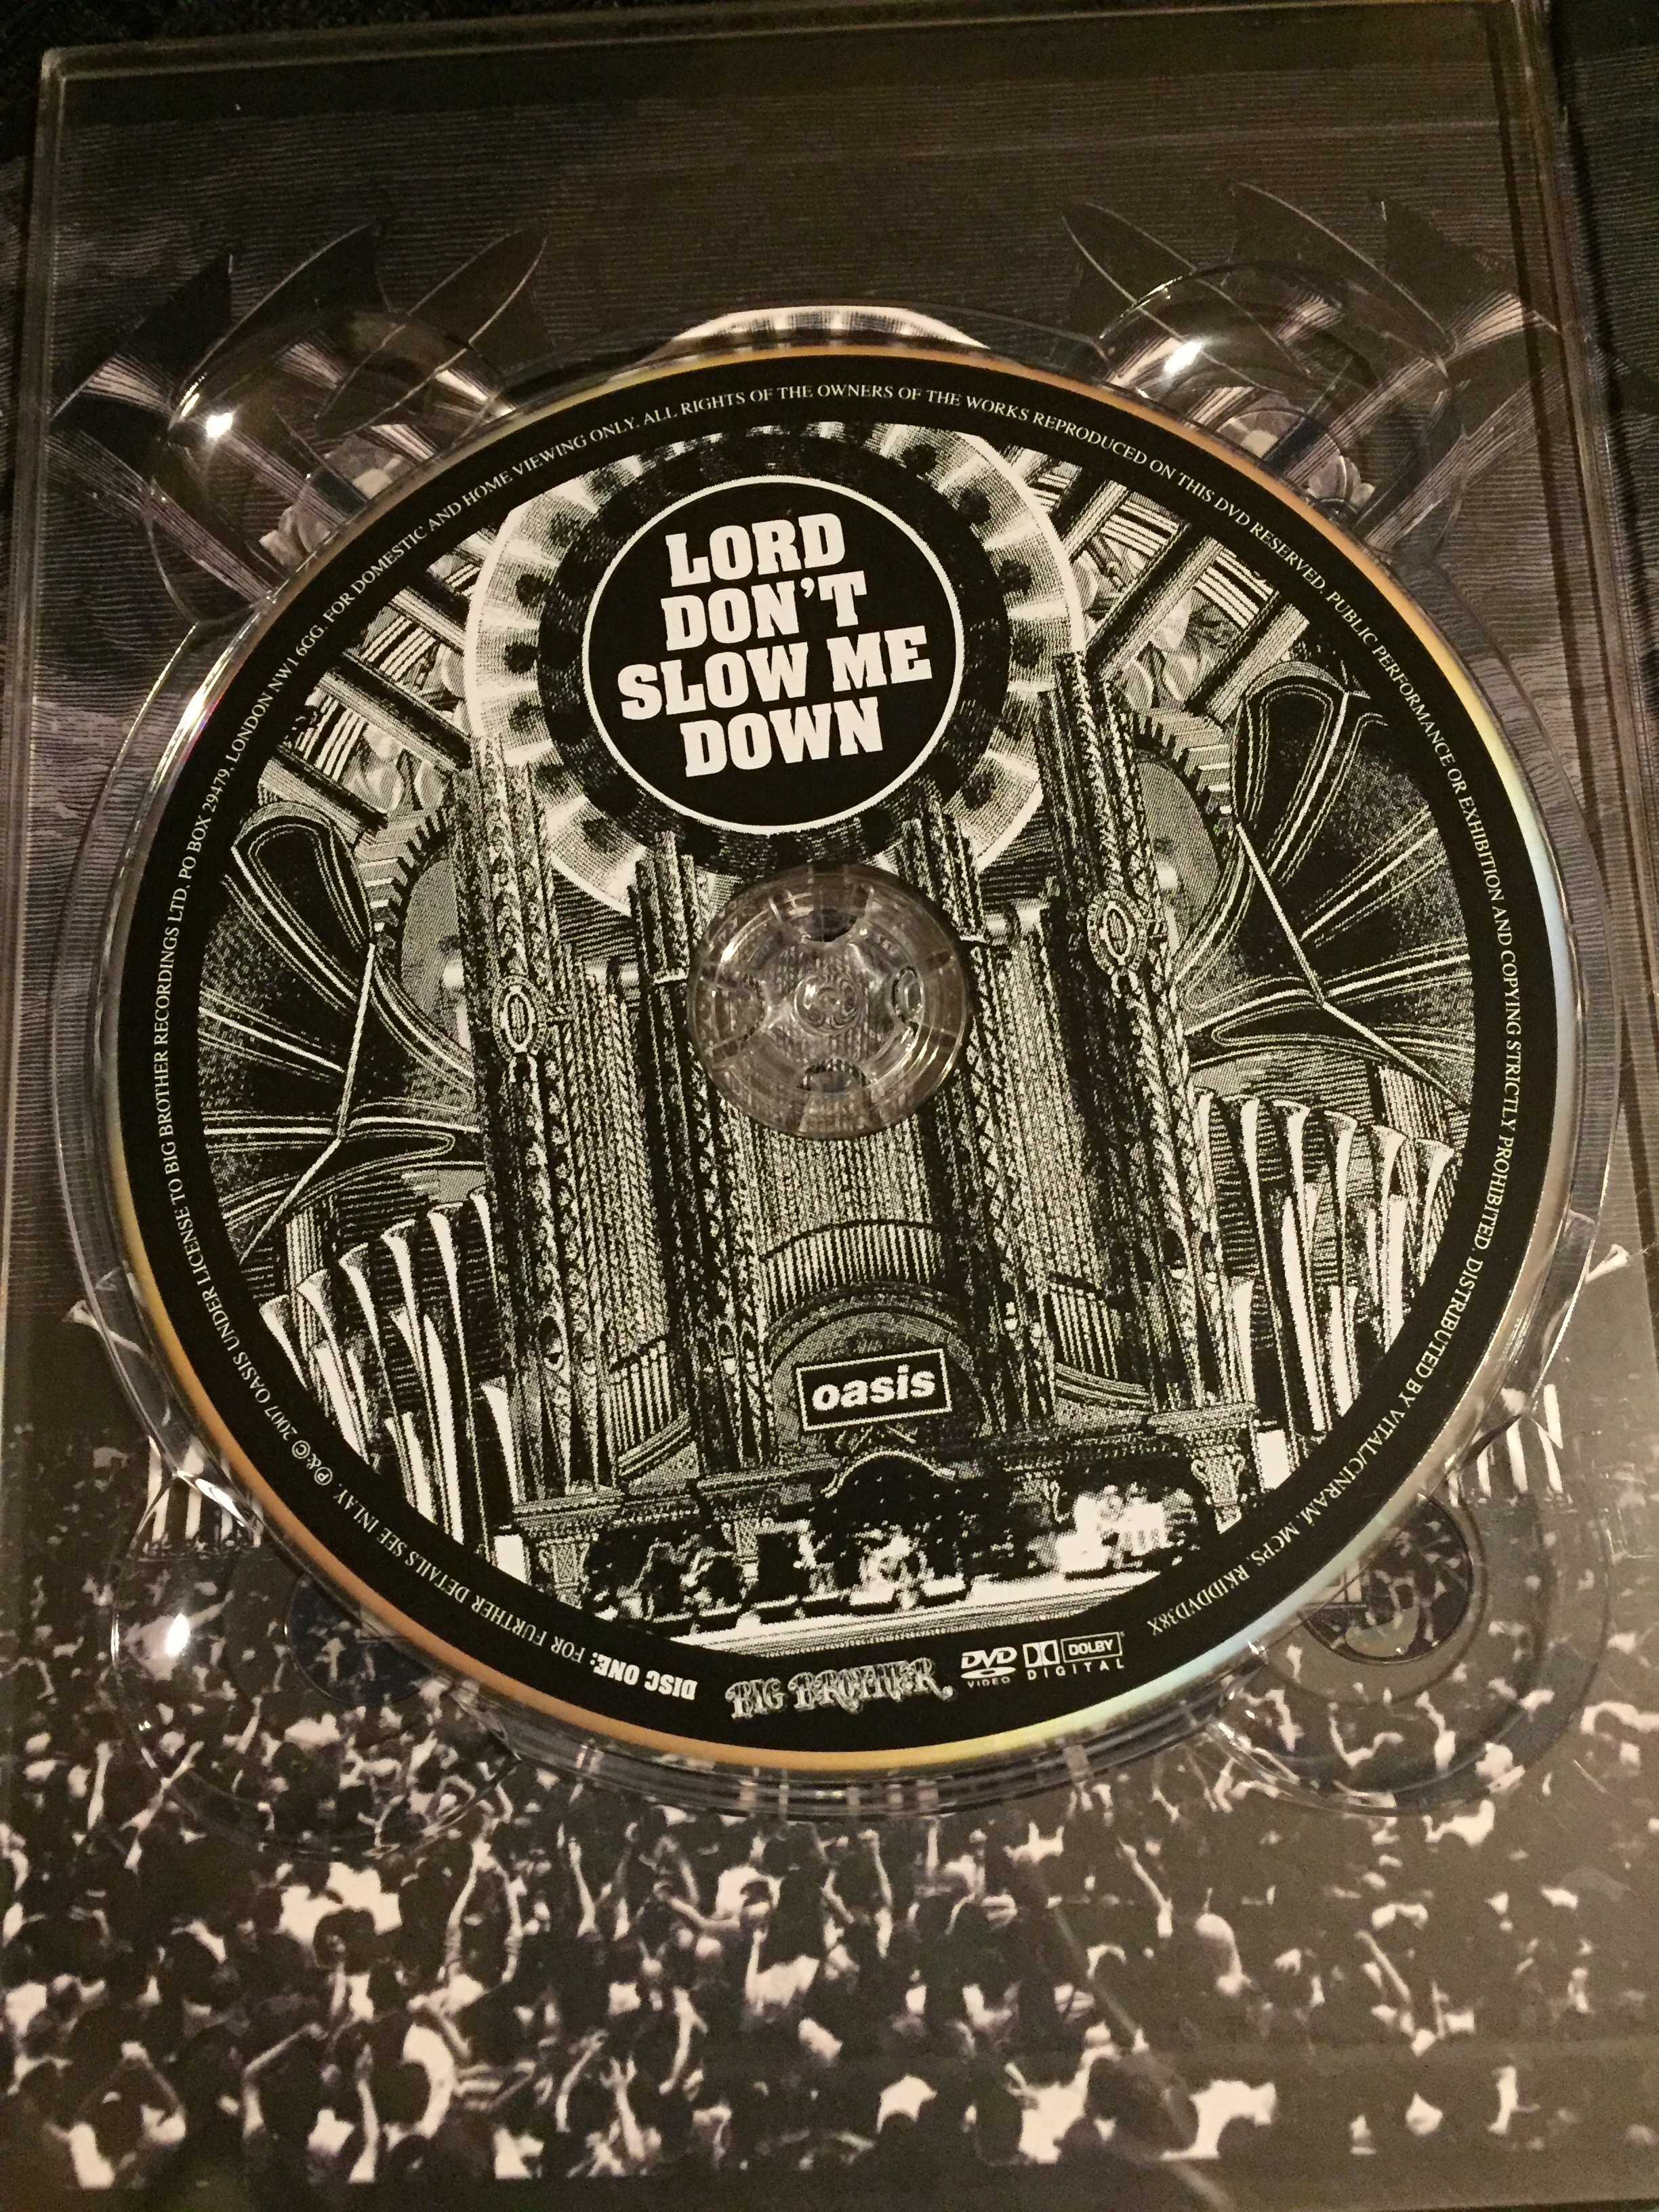 LORD
DON'T
SLOW ME
DOWN
oasis
DISC ONE: FOR FURTHER DETAILS SEE INLAY. ℗&© 2007 OASIS UNDER LICENSE TO BIG BROTHER RECORDINGS LTD. PO BOX 29479, LONDON NW1 6GG. FOR DOMESTIC AND HOME VIEWING ONLY. ALL RIGHTS OF THE OWNERS OF THE WORKS REPRODUCED ON THIS DVD RESERVED. PUBLIC PERFORMANCE OR EXHIBITION AND COPYING STRICTLY PROHIBITED. DISTRIBUTED BY VITAL/CINRAM. MCPS. RKIDDVD38X
BIG BROTHER
DVD
VIDEO
DOLBY
DIGITAL